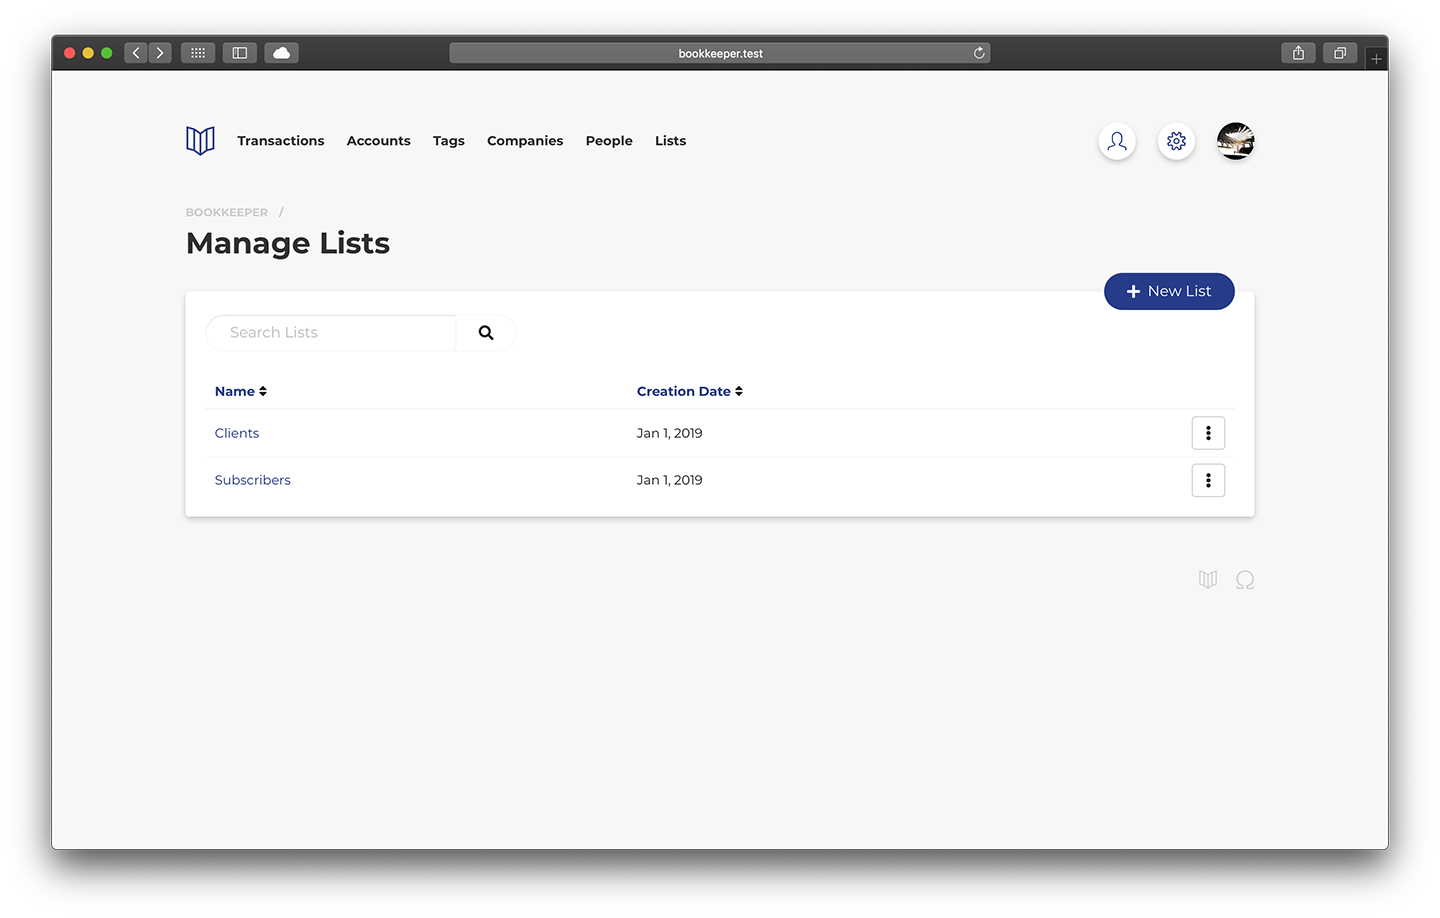 bookkeeper.test
Transactions Accounts Tags Companies People Lists
BOOKKEEPER /
Manage Lists
New List
Search Lists
Name Creation Date
Clients Jan 1, 2019
Subscribers Jan 1, 2019